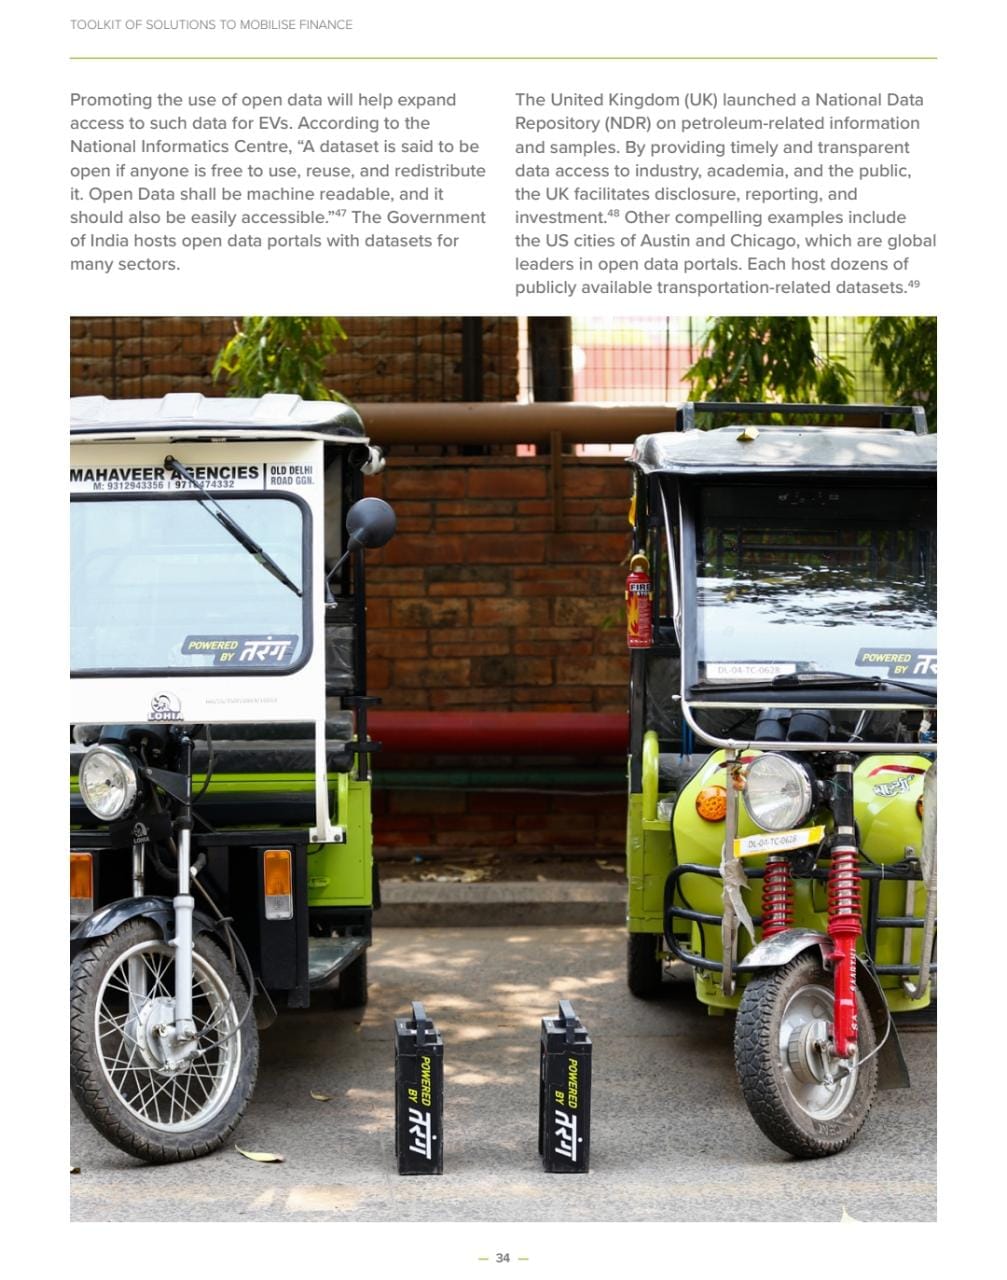 TOOLKIT OF SOLUTIONS TO MOBILISE FINANCE
Promoting the use of open data will help expand
access to such data for EVs. According to the
National Informatics Centre, “A dataset is said to be
open if anyone is free to use, reuse, and redistribute
it. Open Data shall be machine readable, and it
should also be easily accessible.”47 The Government
of India hosts open data portals with datasets for
many sectors.
The United Kingdom (UK) launched a National Data
Repository (NDR) on petroleum-related information
and samples. By providing timely and transparent
data access to industry, academia, and the public,
the UK facilitates disclosure, reporting, and
investment.48 Other compelling examples include
the US cities of Austin and Chicago, which are global
leaders in open data portals. Each host dozens of
publicly available transportation-related datasets.49
MAHAVEER AGENCIES
M: 9312943356 |
OLD DELHI
ROAD GGN.
POWERED
BY तरंग
LOHIA
LOHIA
FIRE
DL-04-TC-0628
POWERED
BY
DL-04-TC-0628
POWERED
BY तरंग
POWERED
BY तरंग
— 34 —